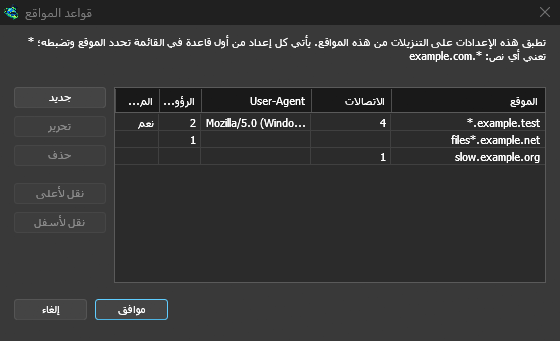 قواعد المواقع
تطبق هذه الإعدادات على التنزيلات من هذه المواقع. يأتي كل إعداد من أول قاعدة في القائمة تحدد الموقع وتضبطه؛ *
تعني أي نص: *.example.com
الموقع الاتصالات User-Agent الرؤو... الم...
*.example.test 4 Mozilla/5.0 (Windo... 2 نعم
files*.example.net 1
slow.example.org 1
جديد
تحرير
حذف
نقل لأعلى
نقل لأسفل
موافق
إلغاء